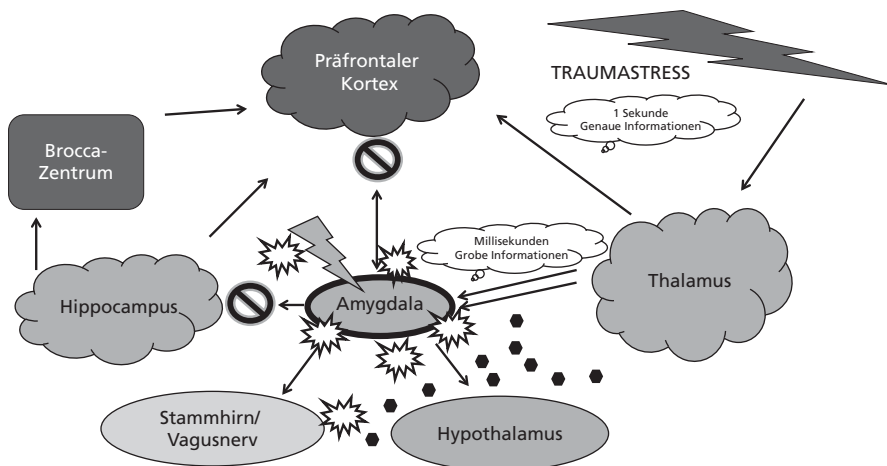 Präfrontaler
Kortex
TRAUMASTRESS
1 Sekunde
Genaue Informationen
Brocca-
Zentrum
Millisekunden
Grobe Informationen
Thalamus
Hippocampus
Amygdala
Stammhirn/
Vagusnerv
Hypothalamus